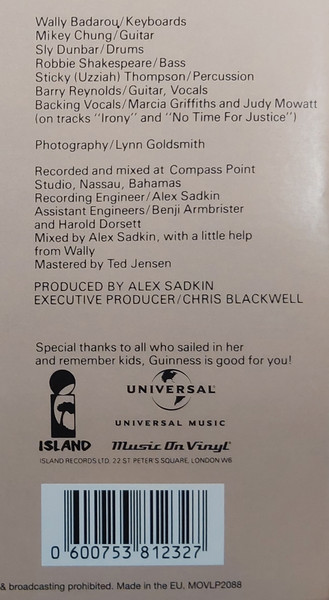 Wally Badarou/Keyboards
Mikey Chung/Guitar
Sly Dunbar/Drums
Robbie Shakespeare/Bass
Sticky (Uzziah) Thompson/Percussion
Barry Reynolds/Guitar, Vocals
Backing Vocals/Marcia Griffiths and Judy Mowatt
(on tracks "Irony" and "No Time For Justice")
Photography/Lynn Goldsmith
Recorded and mixed at Compass Point
Studio, Nassau, Bahamas
Recording Engineer/Alex Sadkin
Assistant Engineers/Benji Armbrister
and Harold Dorsett
Mixed by Alex Sadkin, with a little help
from Wally
Mastered by Ted Jensen
PRODUCED BY ALEX SADKIN
EXECUTIVE PRODUCER/CHRIS BLACKWELL
Special thanks to all who sailed in her
and remember kids, Guinness is good for you!
UNIVERSAL
UNIVERSAL MUSIC
ISLAND
Music On Vinyl
ISLAND RECORDS LTD. 22 ST PETER'S SQUARE, LONDON W6
0 600753 812327
& broadcasting prohibited. Made in the EU. MOVLP2088